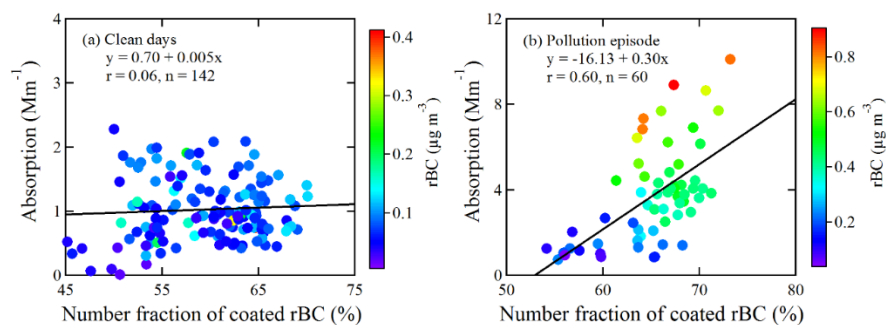 (a) Clean days
y = 0.70 + 0.005x
r = 0.06, n = 142
Absorption (Mm⁻¹)
4
3
2
1
0
45
55
65
75
Number fraction of coated rBC (%)
0.4
0.3
0.2
0.1
rBC (µg m⁻³)
(b) Pollution episode
y = -16.13 + 0.30x
r = 0.60, n = 60
Absorption (Mm⁻¹)
12
8
4
0
60
70
80
Number fraction of coated rBC (%)
0.8
0.6
0.4
0.2
rBC (µg m⁻³)